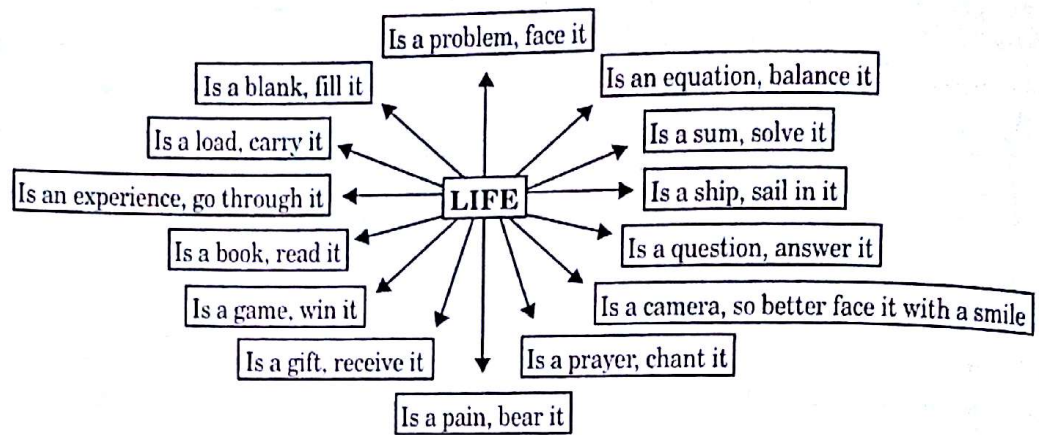 Is a problem, face it
Is a blank, fill it
Is an equation, balance it
Is a load, carry it
Is a sum, solve it
Is an experience, go through it
LIFE
Is a ship, sail in it
Is a book, read it
Is a question, answer it
Is a game, win it
Is a camera, so better face it with a smile
Is a gift, receive it
Is a prayer, chant it
Is a pain, bear it